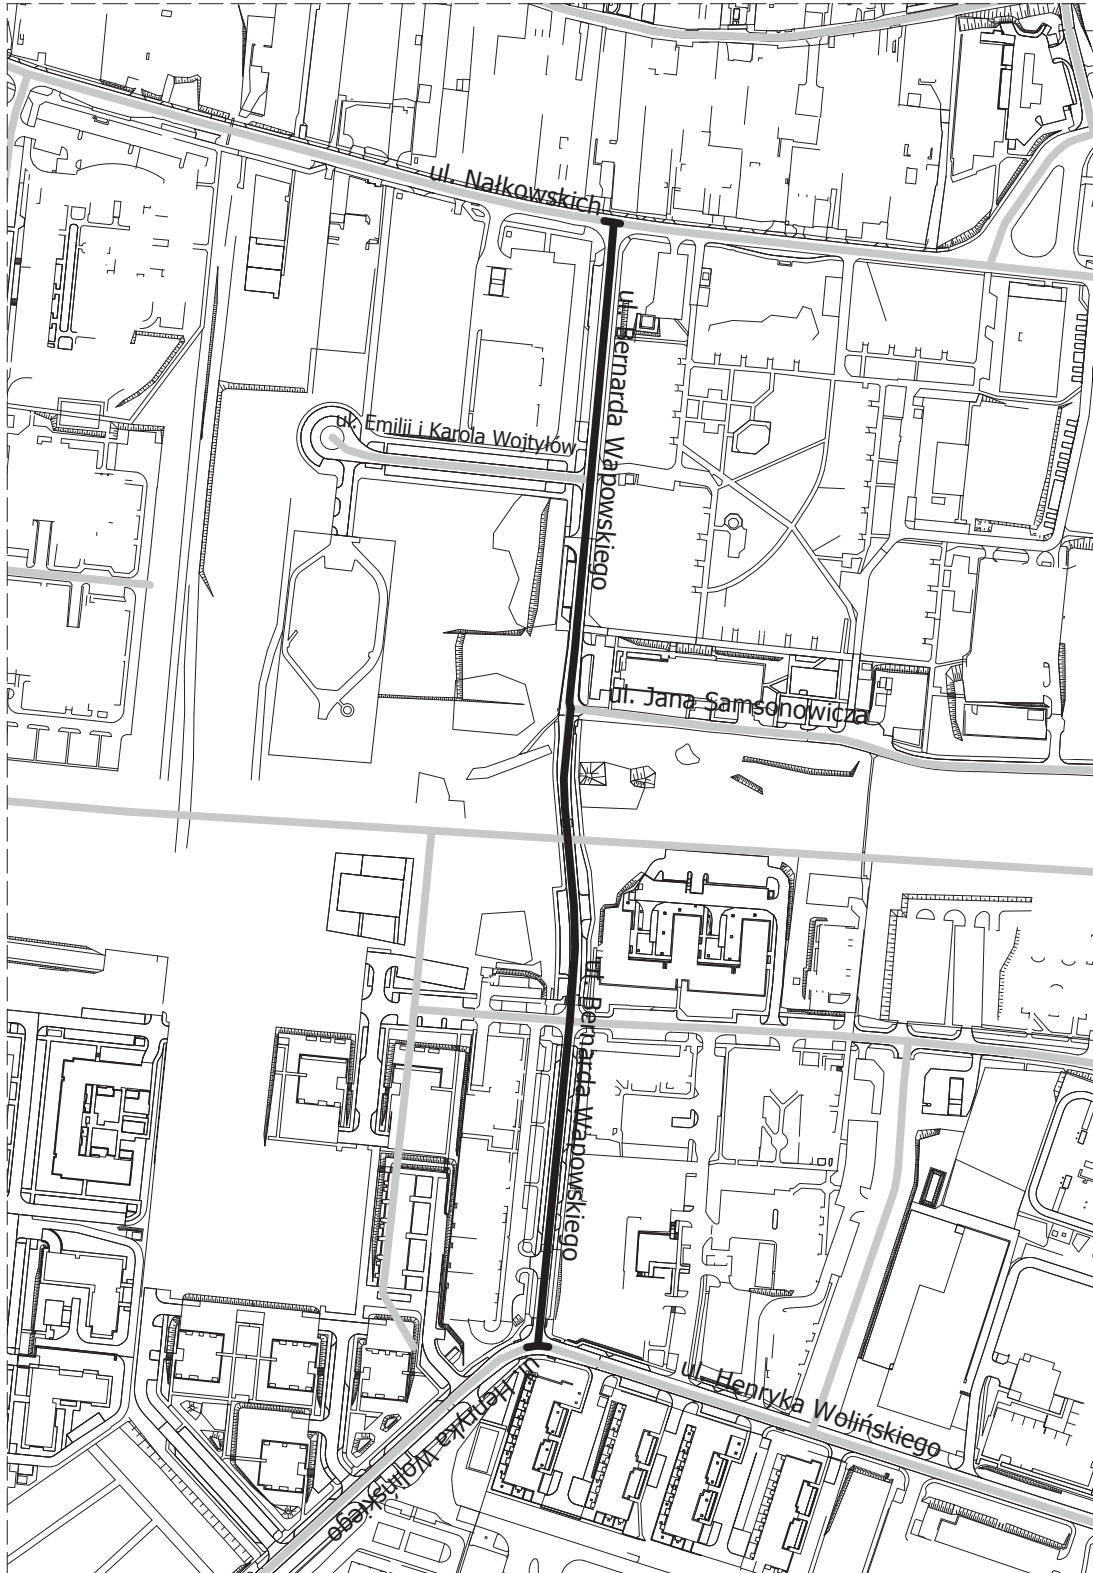 ul. Nałkowskich
ul. Bernarda Wapowskiego
ul. Emilii i Karola Wojtyłów
ul. Jana Samsonowicza
ul. Bernarda Wapowskiego
ul. Henryka Wolińskiego
ul. Henryka Wolińskiego